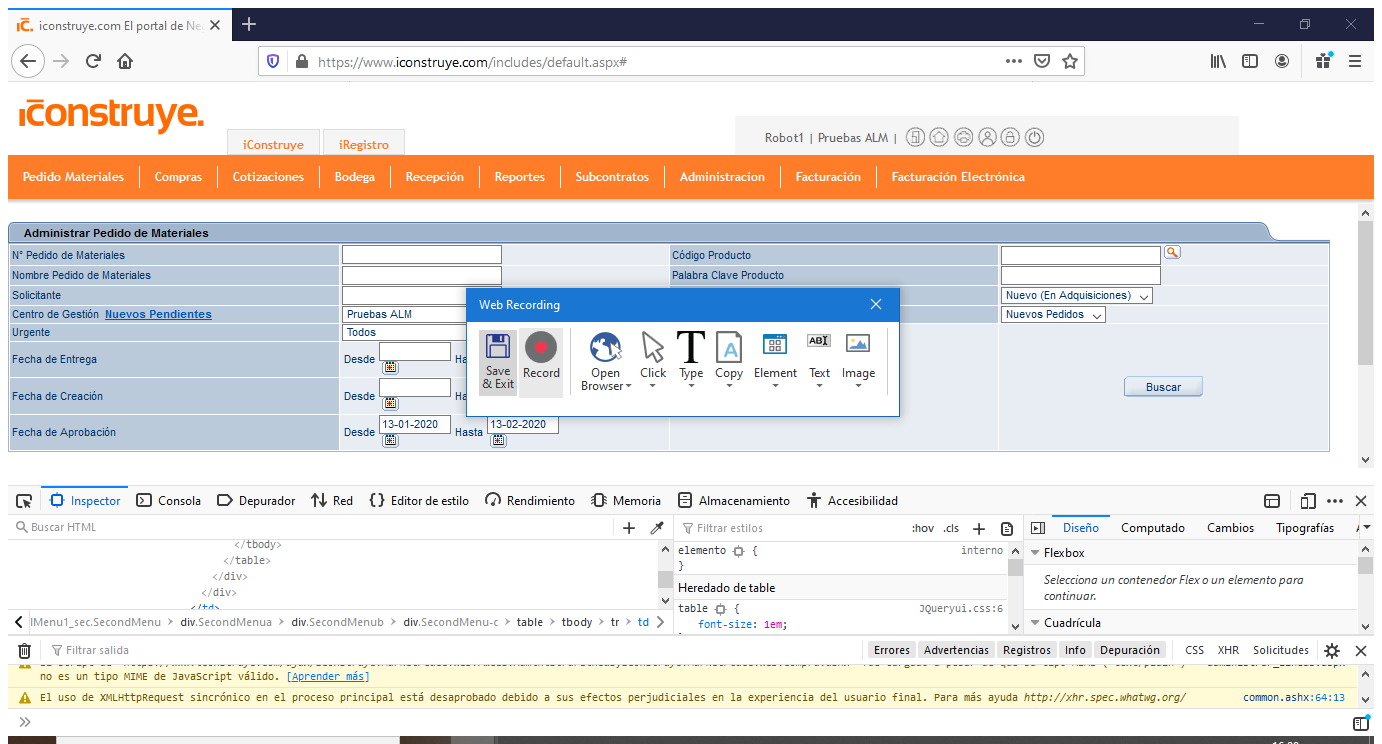 iconstruye.com El portal de Ne
https://www.iconstruye.com/includes/default.aspx#
iconstruye.
iConstruye
iRegistro
Robot1 | Pruebas ALM |
Pedido Materiales
Compras
Cotizaciones
Bodega
Recepción
Reportes
Subcontratos
Administracion
Facturación
Facturación Electrónica
Administrar Pedido de Materiales
N° Pedido de Materiales
Código Producto
Nombre Pedido de Materiales
Palabra Clave Producto
Solicitante
Nuevo (En Adquisiciones)
Centro de Gestión Nuevos Pendientes
Pruebas ALM
Nuevos Pedidos
Urgente
Todos
Fecha de Entrega
Desde
Ha
Fecha de Creación
Desde
Ha
Buscar
Fecha de Aprobación
Desde 13-01-2020 Hasta 13-02-2020
Web Recording
Save & Exit
Record
Open Browser
Click
T
Type
A
Copy
Element
ABI
Text
Image
Inspector
Consola
Depurador
Red
Editor de estilo
Rendimiento
Memoria
Almacenamiento
Accesibilidad
Buscar HTML
Filtrar estilos
:hov .cls
Diseño
Computado
Cambios
Tipografías
</tbody>
</table>
</div>
</div>
</td>
elemento {
interno
}
Heredado de table
table {
JQueryui.css:6
font-size: 1em;
Flexbox
Selecciona un contenedor Flex o un elemento para
continuar.
Cuadrícula
lMenu1_sec.SecondMenu > div.SecondMenua > div.SecondMenub > div.SecondMenu-c > table > tbody > tr > td
Filtrar salida
Errores
Advertencias
Registros
Info
Depuración
CSS
XHR
Solicitudes
no es un tipo MIME de JavaScript válido. [Aprender más]
El uso de XMLHttpRequest sincrónico en el proceso principal está desaprobado debido a sus efectos perjudiciales en la experiencia del usuario final. Para más ayuda http://xhr.spec.whatwg.org/
common.ashx:64:13